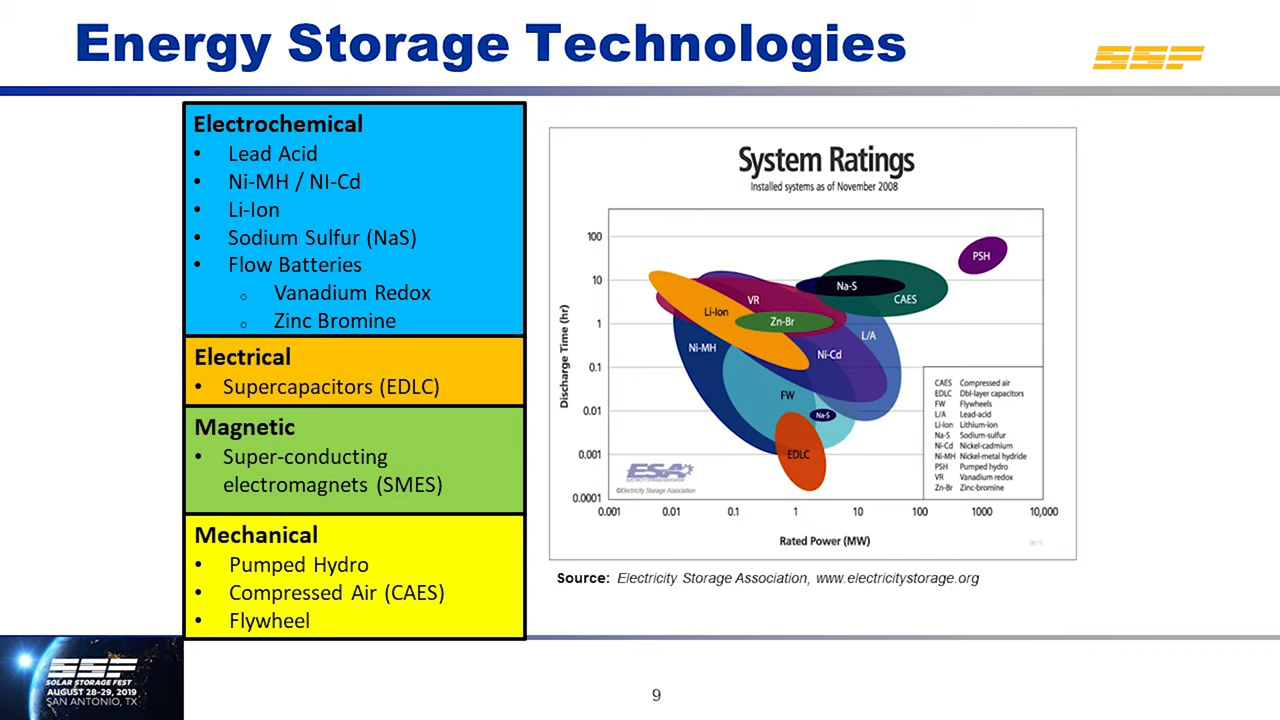 Energy Storage Technologies
SSF
Electrochemical
• Lead Acid
• Ni-MH / NI-Cd
• Li-Ion
• Sodium Sulfur (NaS)
• Flow Batteries
o Vanadium Redox
o Zinc Bromine
Electrical
• Supercapacitors (EDLC)
Magnetic
• Super-conducting
electromagnets (SMES)
Mechanical
• Pumped Hydro
• Compressed Air (CAES)
• Flywheel
System Ratings
Installed systems as of November 2008
Discharge Time (hr)
100
10
1
0.1
0.01
0.001
0.0001
PSH
Na-S
CAES
VR
Li-Ion
Zn-Br
L/A
Ni-MH
Ni-Cd
FW
Na-S
EDLC
CAES Compressed air
EDLC Dbl-layer capacitors
FW Flywheels
L/A Lead-acid
Li-Ion Lithium-ion
Na-S Sodium-sulfur
Ni-Cd Nickel-cadmium
Ni-MH Nickel-metal hydride
PSH Pumped hydro
VR Vanadium redox
Zn-Br Zinc-bromine
ESA
ELECTRICITY STORAGE ASSOCIATION
©Electricity Storage Association
0.001 0.01 0.1 1 10 100 1000 10,000
Rated Power (MW)
Source: Electricity Storage Association, www.electricitystorage.org
SSF
SOLAR STORAGE FEST
AUGUST 28-29, 2019
SAN ANTONIO, TX
9